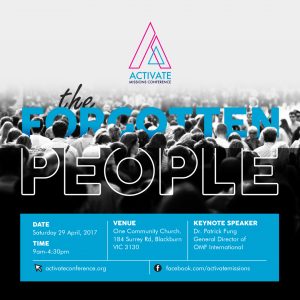 ACTIVATE
MISSIONS CONFERENCE
the
FORGOTTEN
PEOPLE
DATE
Saturday 29 April, 2017
TIME
9am-4:30pm
VENUE
One Community Church,
184 Surrey Rd, Blackburn
VIC 3130
KEYNOTE SPEAKER
Dr. Patrick Fung
General Director of
OMF International
activateconference.org
facebook.com/activatemissions